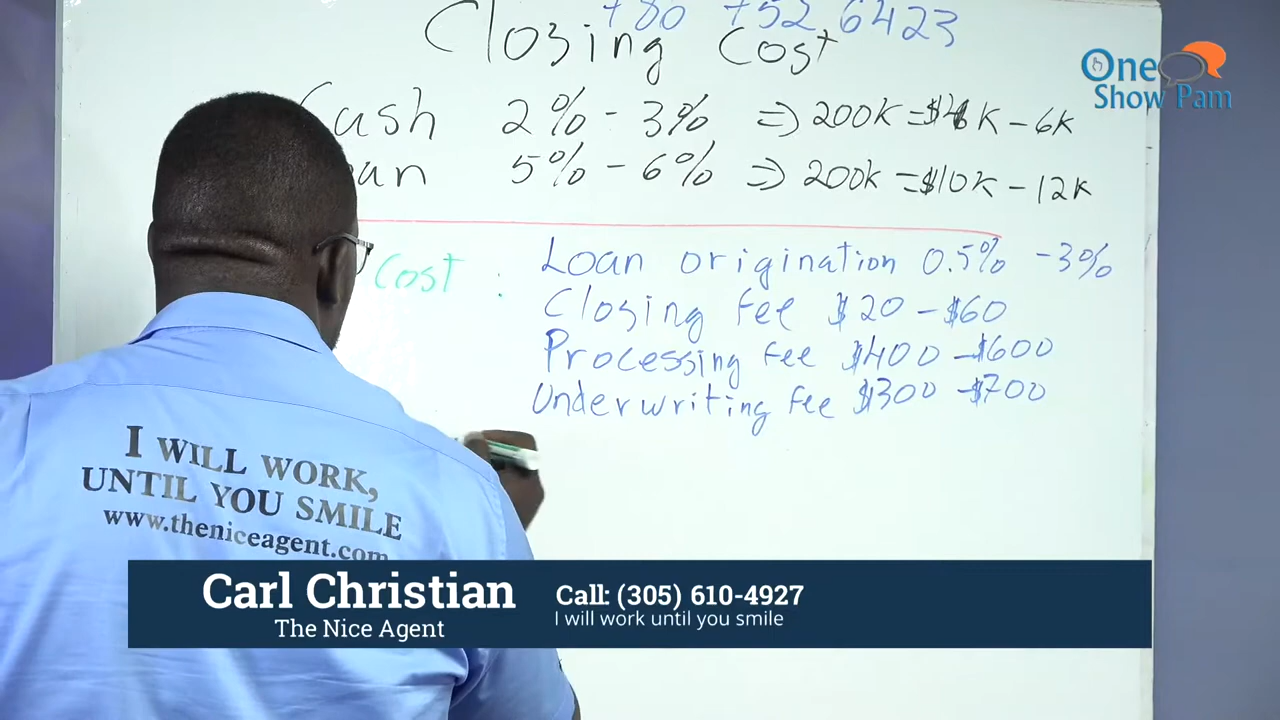 +80 +52 6423
Closing Cost
Cash 2% - 3% => 200K = $4K - 6K
oan 5% - 6% => 200K = $10K - 12K
Cost : Loan origination 0.5% - 3%
Closing fee $20 - $60
Processing fee $400 - $600
Underwriting fee $300 - $700
One
Show Pam
I WILL WORK,
UNTIL YOU SMILE
www.theniceagent.com
Carl Christian
The Nice Agent
Call: (305) 610-4927
I will work until you smile